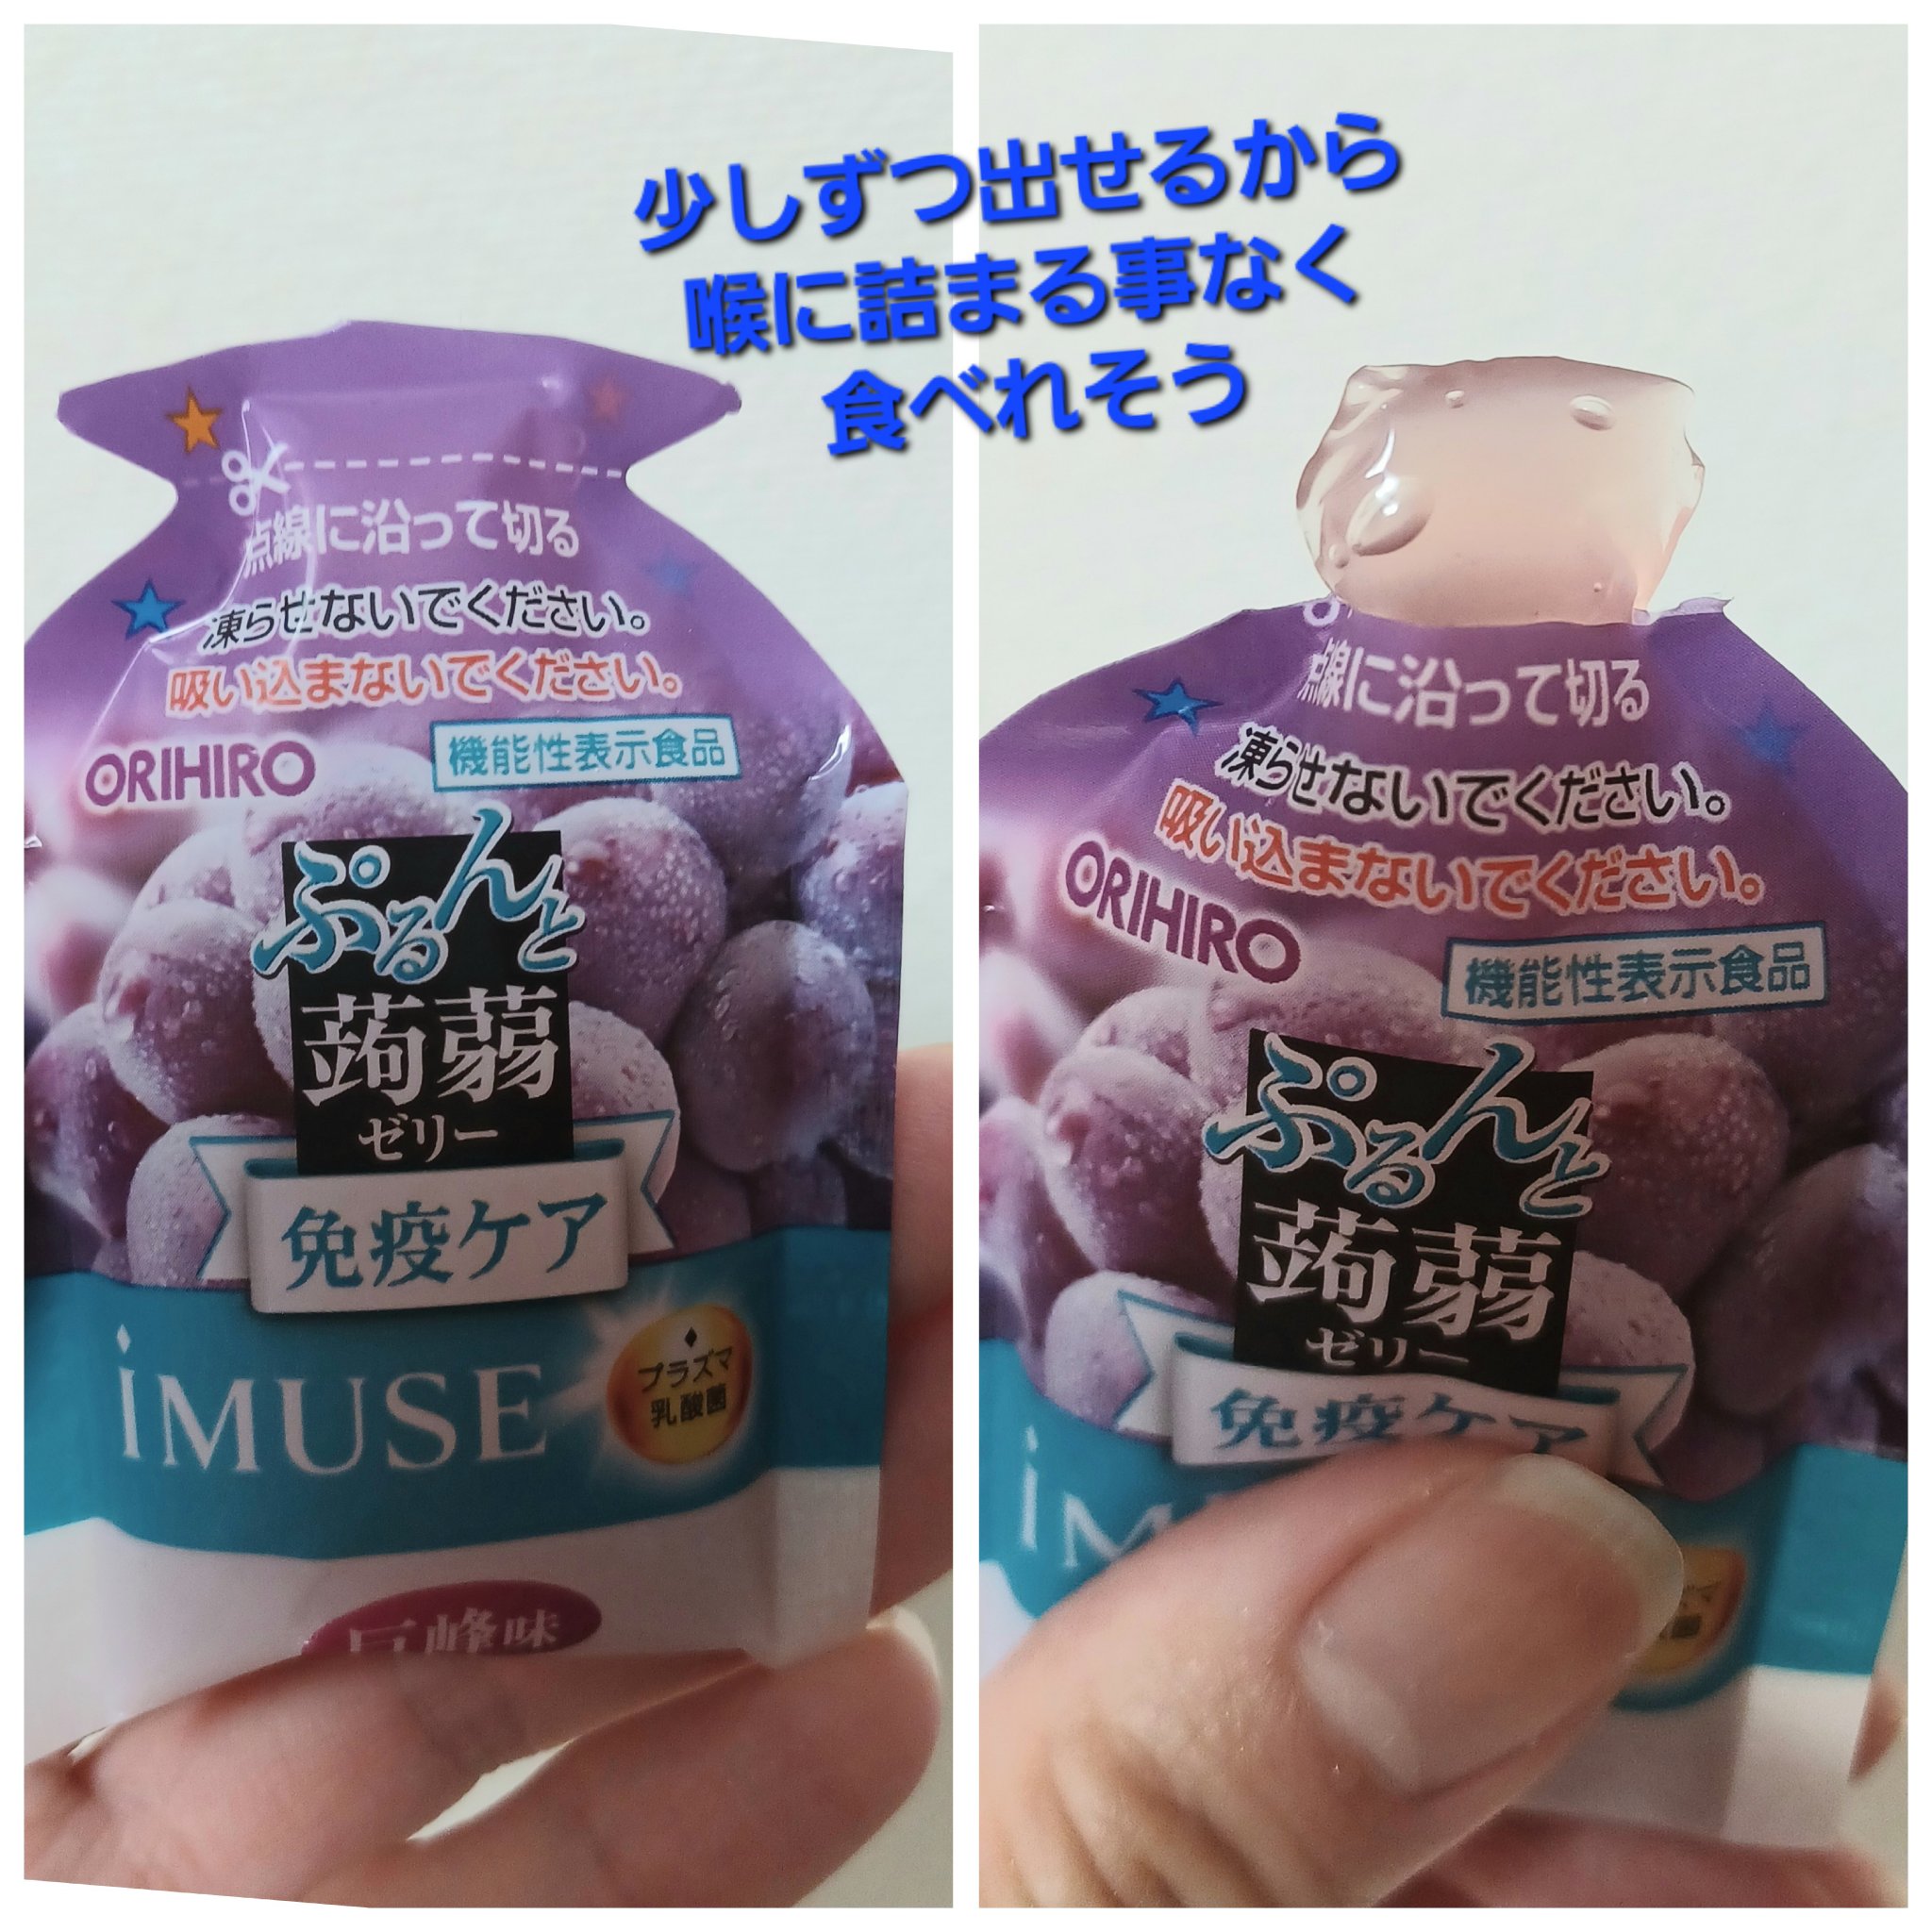 少しずつ出せるから
喉に詰まる事なく
食べれそう
点線に沿って切る
凍らせないでください。
吸い込まないでください。
ORIHIRO
機能性表示食品
ぷるんと
蒟蒻
ゼリー
免疫ケア
iMUSE
プラズマ
乳酸菌
巨峰味
点線に沿って切る
凍らせないでください。
吸い込まないでください。
ORIHIRO
機能性表示食品
ぷるんと
蒟蒻
ゼリー
免疫ケア
iM